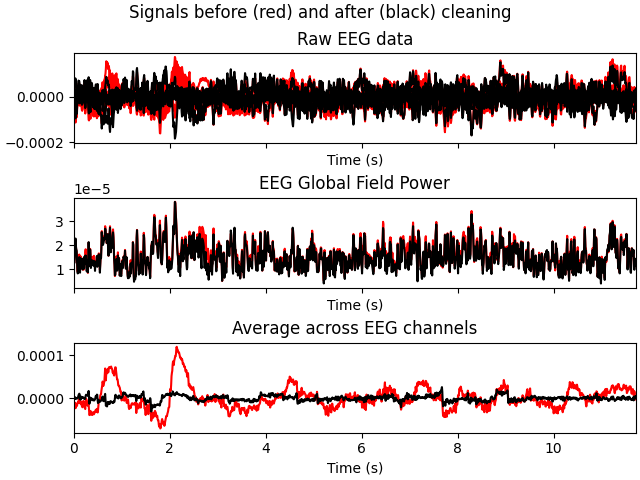 Signals before (red) and after (black) cleaning
Raw EEG data
0.0000
−0.0002
Time (s)
EEG Global Field Power
1e−5
3
2
1
Time (s)
Average across EEG channels
0.0001
0.0000
0 2 4 6 8 10
Time (s)